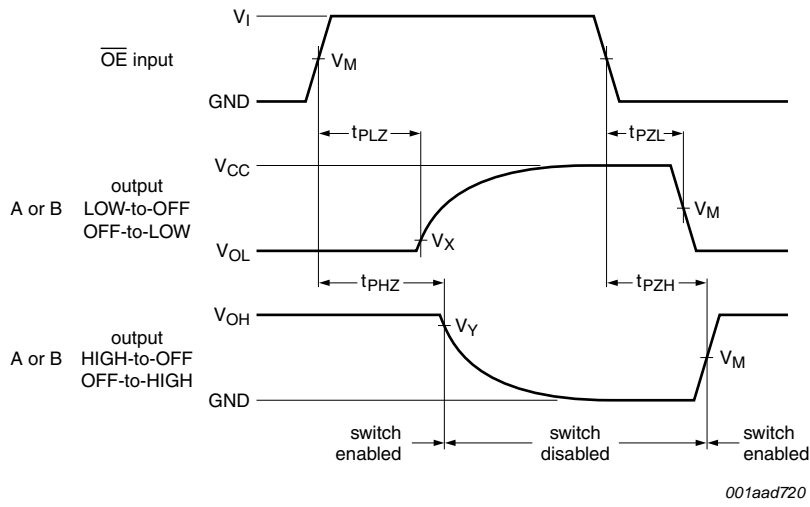 V_I
OE input
V_M
GND
t_PLZ
t_PZL
V_CC
output
A or B LOW-to-OFF
OFF-to-LOW
V_M
V_X
V_OL
t_PHZ
t_PZH
V_OH
V_Y
output
A or B HIGH-to-OFF
OFF-to-HIGH
V_M
GND
switch
enabled
switch
disabled
switch
enabled
001aad720